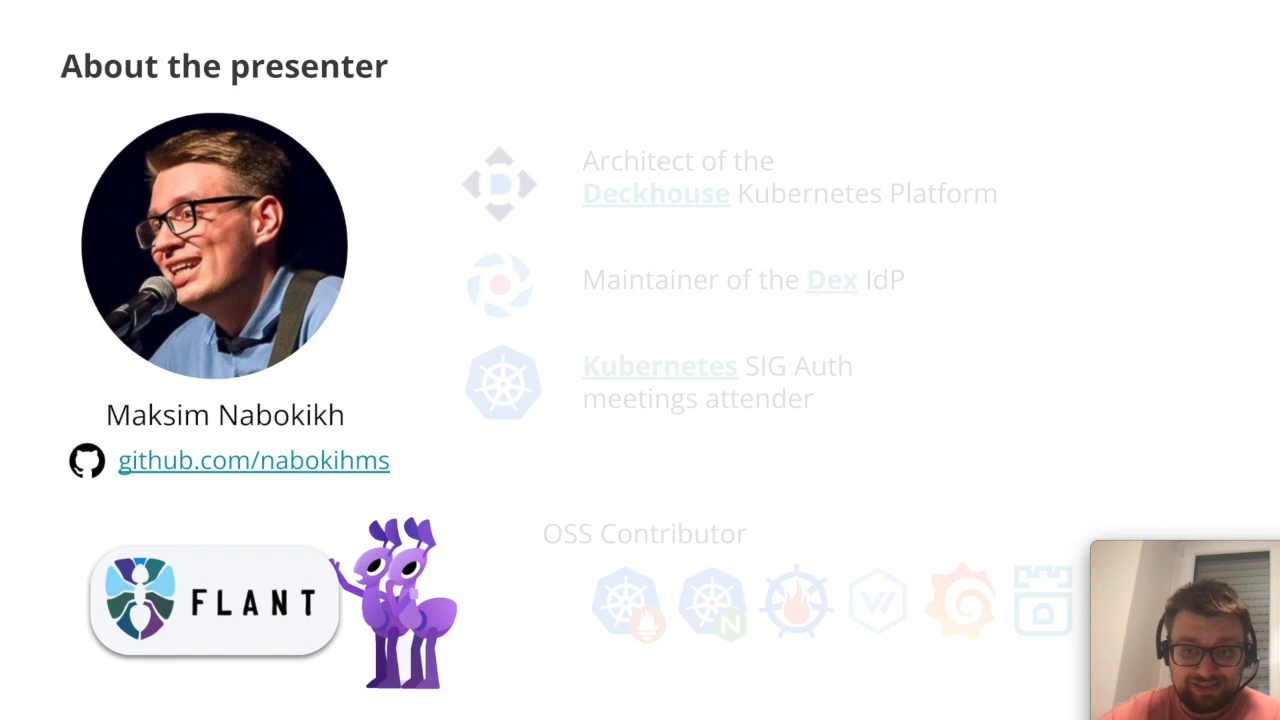 About the presenter
Architect of the
Deckhouse Kubernetes Platform
Maintainer of the Dex IdP
Kubernetes SIG Auth
meetings attender
Maksim Nabokikh
github.com/nabokihms
OSS Contributor
FLANT